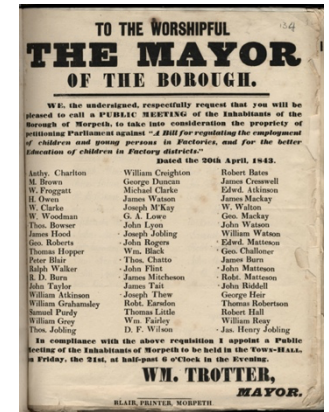 134
TO THE WORSHIPFUL
THE MAYOR
OF THE BOROUGH.
WE, the undersigned, respectfully request that you will be
pleased to call a PUBLIC MEETING of the Inhabitants of the
Borough of Morpeth, to take into consideration the propriety of
petitioning Parliament against "A Bill for regulating the employment
of children and young persons in Factories, and for the better
Education of children in Factory districts."
Dated the 20th April, 1843.
Anthy. Charlton William Creighton Robert Bates
M. Brown George Duncan James Cresswell
W. Froggatt Michael Clarke Edwd. Atkinson
H. Owen James Watson James Mackay
W. Clarke Joseph M'Kay W. Walton
W. Woodman G. A. Lowe Geo. Mackay
Thos. Bowser John Lyon John Watson
James Hood Joseph Jobling William Watson
Geo. Roberts John Rogers Edwd. Matteson
Thomas Hopper Wm. Black Geo. Challoner
Peter Blair Thos. Chatto James Burn
Ralph Walker John Flint John Matteson
R. D. Buru James Mitcheson Robt. Matteson
John Taylor James Tait John Riddell
William Atkinson Joseph Thew George Heir
William Grahamsley Robt. Earsdon Thomas Robertson
Samuel Purdy Thomas Little Robert Hall
William Grey Wm. Fairley William Reay
Thos. Jobling D. F. Wilson Jas. Henry Jobling
In compliance with the above requisition I appoint a Public
Meeting of the Inhabitants of Morpeth to be held in the TOWN-HALL,
on Friday, the 21st, at half-past 6 o'Clock in the Evening.
WM. TROTTER,
MAYOR.
BLAIR, PRINTER, MORPETH.